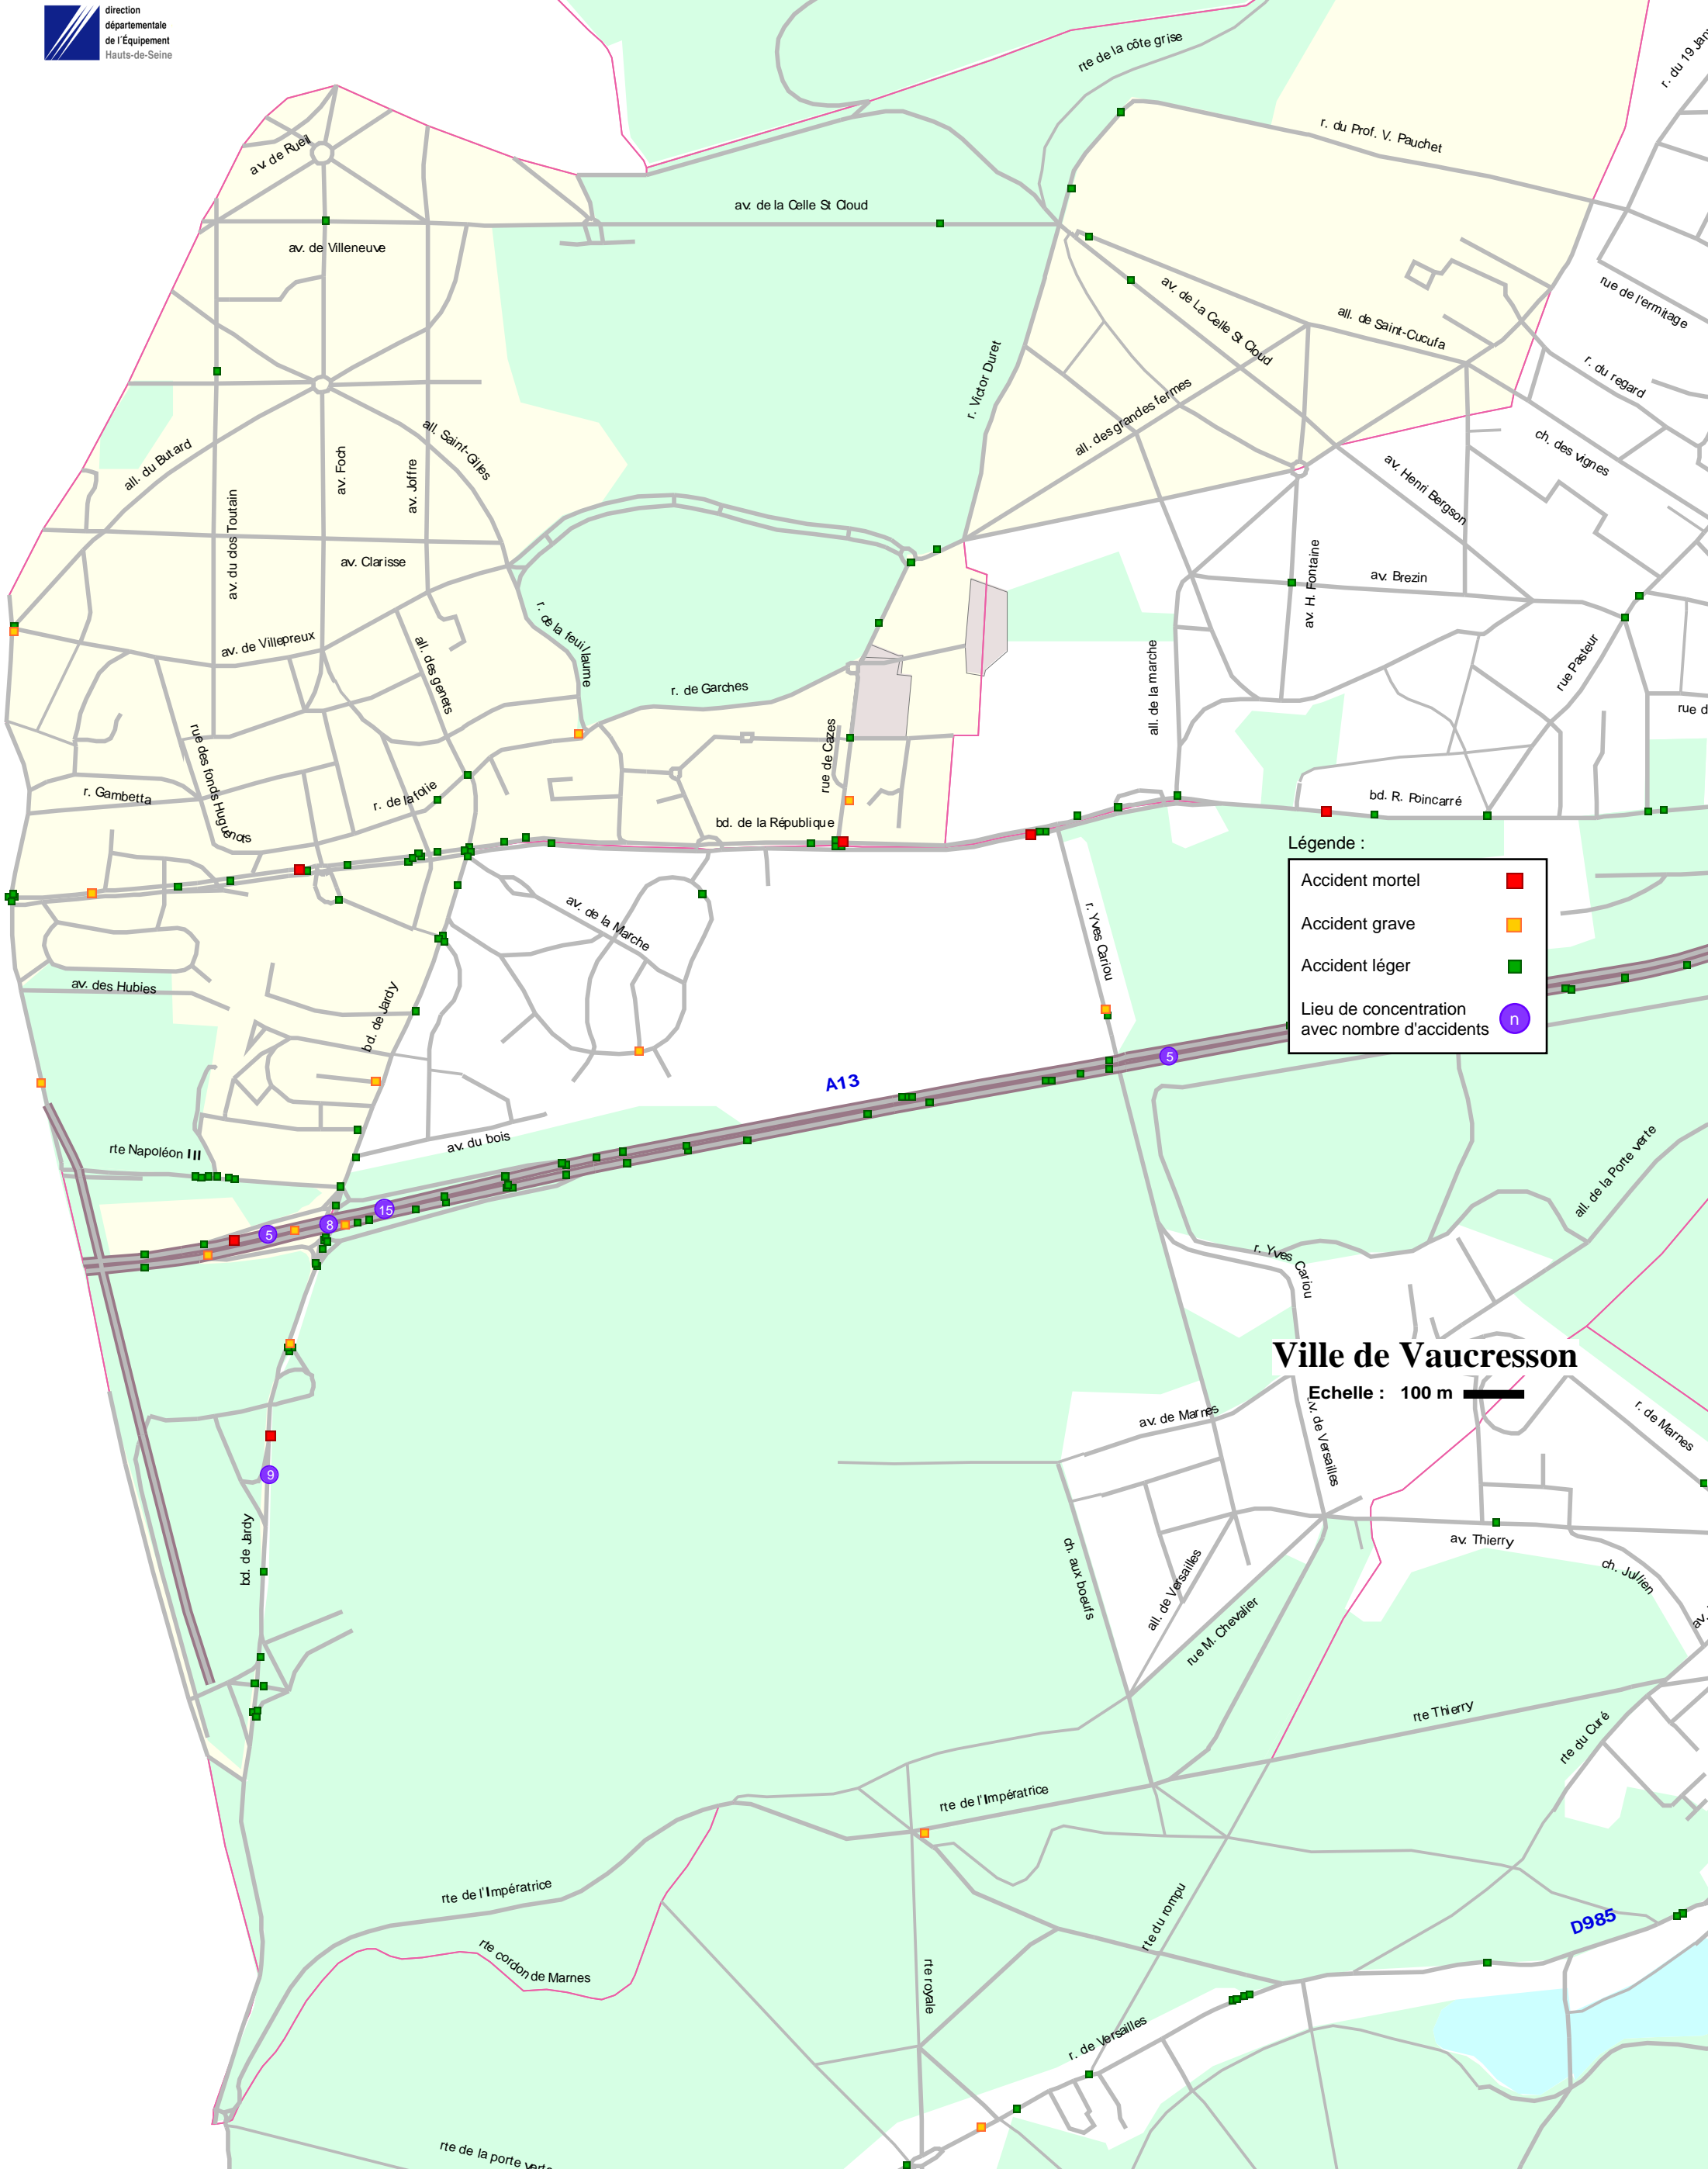 direction
départementale
de l'Équipement
Hauts-de-Seine
rte de la côte grise
r. du Prof. V. Pauchet
av. de Rueil
av. de la Celle St Cloud
av. de Villeneuve
rue de l'ermitage
av. de La Celle St Cloud
all. de Saint-Cucufa
r. Victor Duret
r. du regard
all. des grandes fermes
all. du Butard
av. Foch
av. Joffre
all. Saint-Gilles
ch. des vignes
av. Henri Bergson
av. du dos Toutain
av. Clarisse
av. H. Fontaine
av. Brezin
r. de la feuillaume
av. de Villepreux
all. des genets
r. de Garches
all. de la marche
rue Pasteur
rue d
rue des fonds Huguenots
rue de Cazes
r. Gambetta
r. de la folie
bd. de la République
bd. R. Poincarré
Légende :
Accident mortel
Accident grave
Accident léger
Lieu de concentration
avec nombre d'accidents
n
av. de la Marche
r. Yves Cariou
av. des Hubies
bd. de Jardy
5
A13
rte Napoléon III
av. du bois
all. de la Porte verte
15
8
5
r. Yves Cariou
Ville de Vaucresson
Echelle : 100 m
av. de Marnes
av. de Versailles
r. de Marnes
9
bd. de Jardy
ch. aux boeufs
all. de Versailles
rue M. Chevalier
av. Thierry
ch. Jullien
av.
rte Thierry
rte du Curé
rte de l'Impératrice
rte de l'Impératrice
rte du rompu
D985
rte cordon de Marnes
rte royale
r. de Versailles
rte de la porte verte
r. du 19 Jan